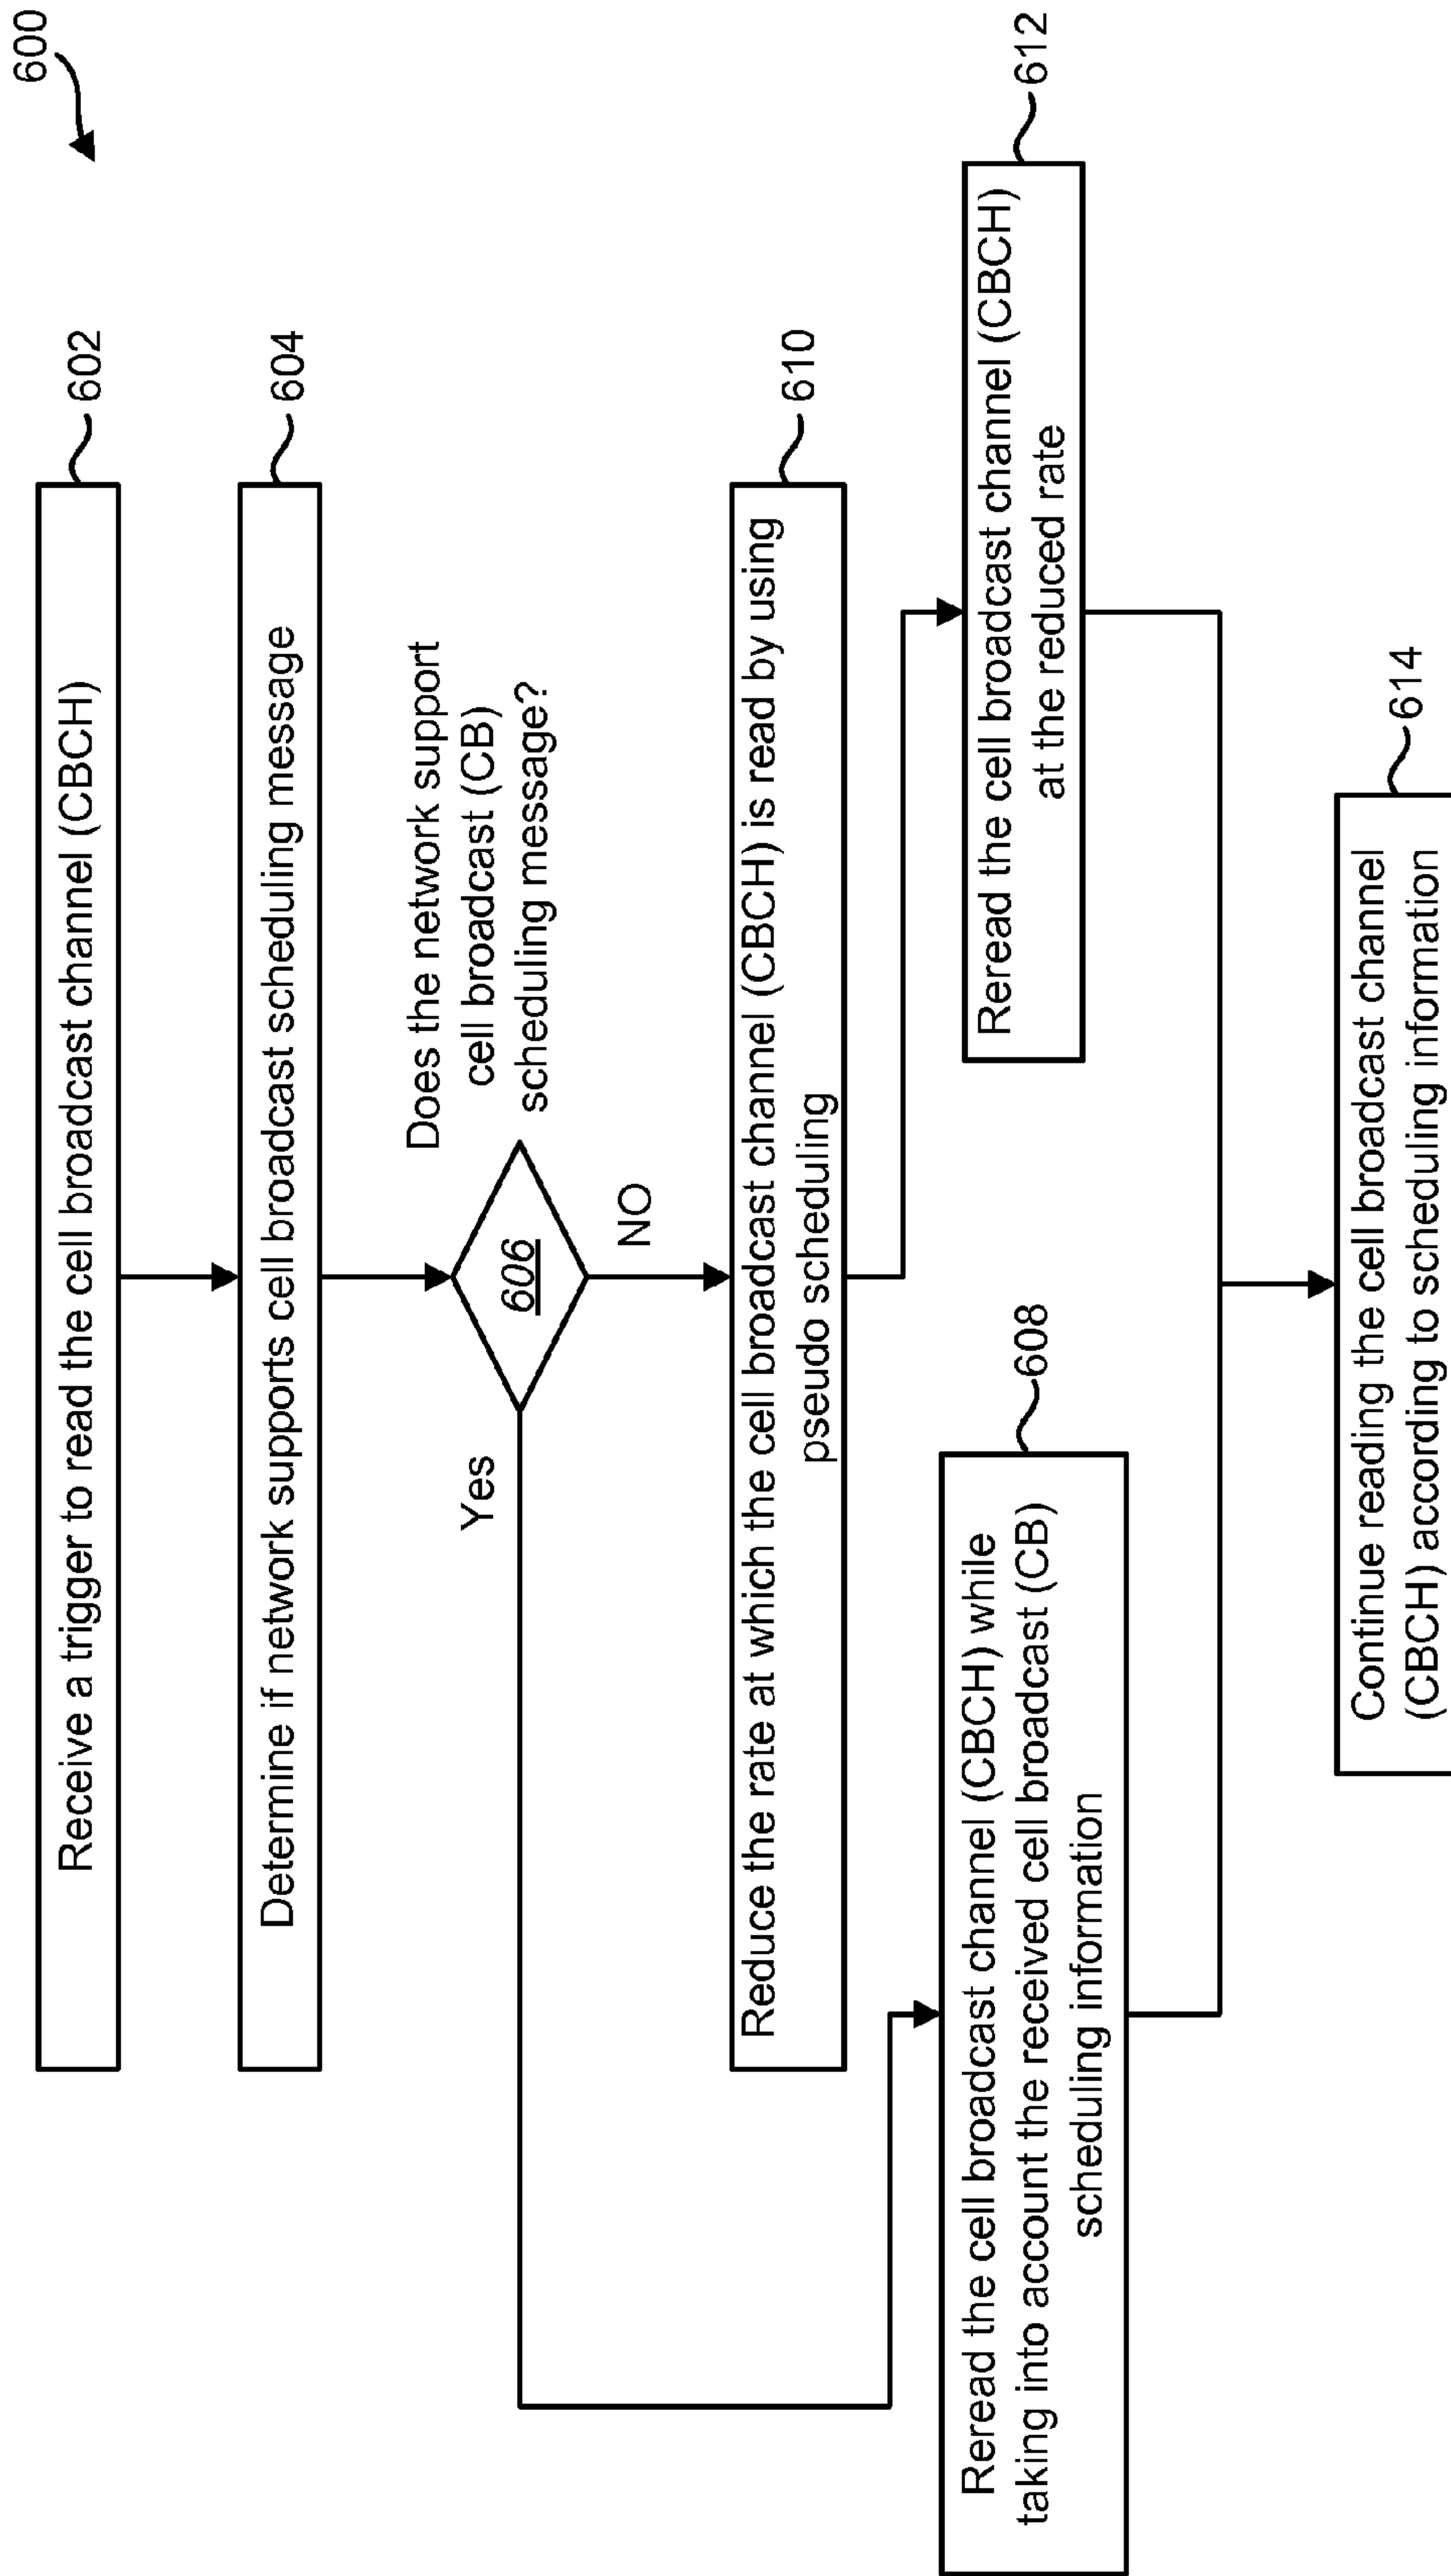 600
Receive a trigger to read the cell broadcast channel (CBCH)
602
Determine if network supports cell broadcast scheduling message
604
Does the network support
cell broadcast (CB)
scheduling message?
606
Yes
NO
Reduce the rate at which the cell broadcast channel (CBCH) is read by using
pseudo scheduling
610
Reread the cell broadcast channel (CBCH) while
taking into account the received cell broadcast (CB)
scheduling information
608
Reread the cell broadcast channel (CBCH)
at the reduced rate
612
Continue reading the cell broadcast channel
(CBCH) according to scheduling information
614